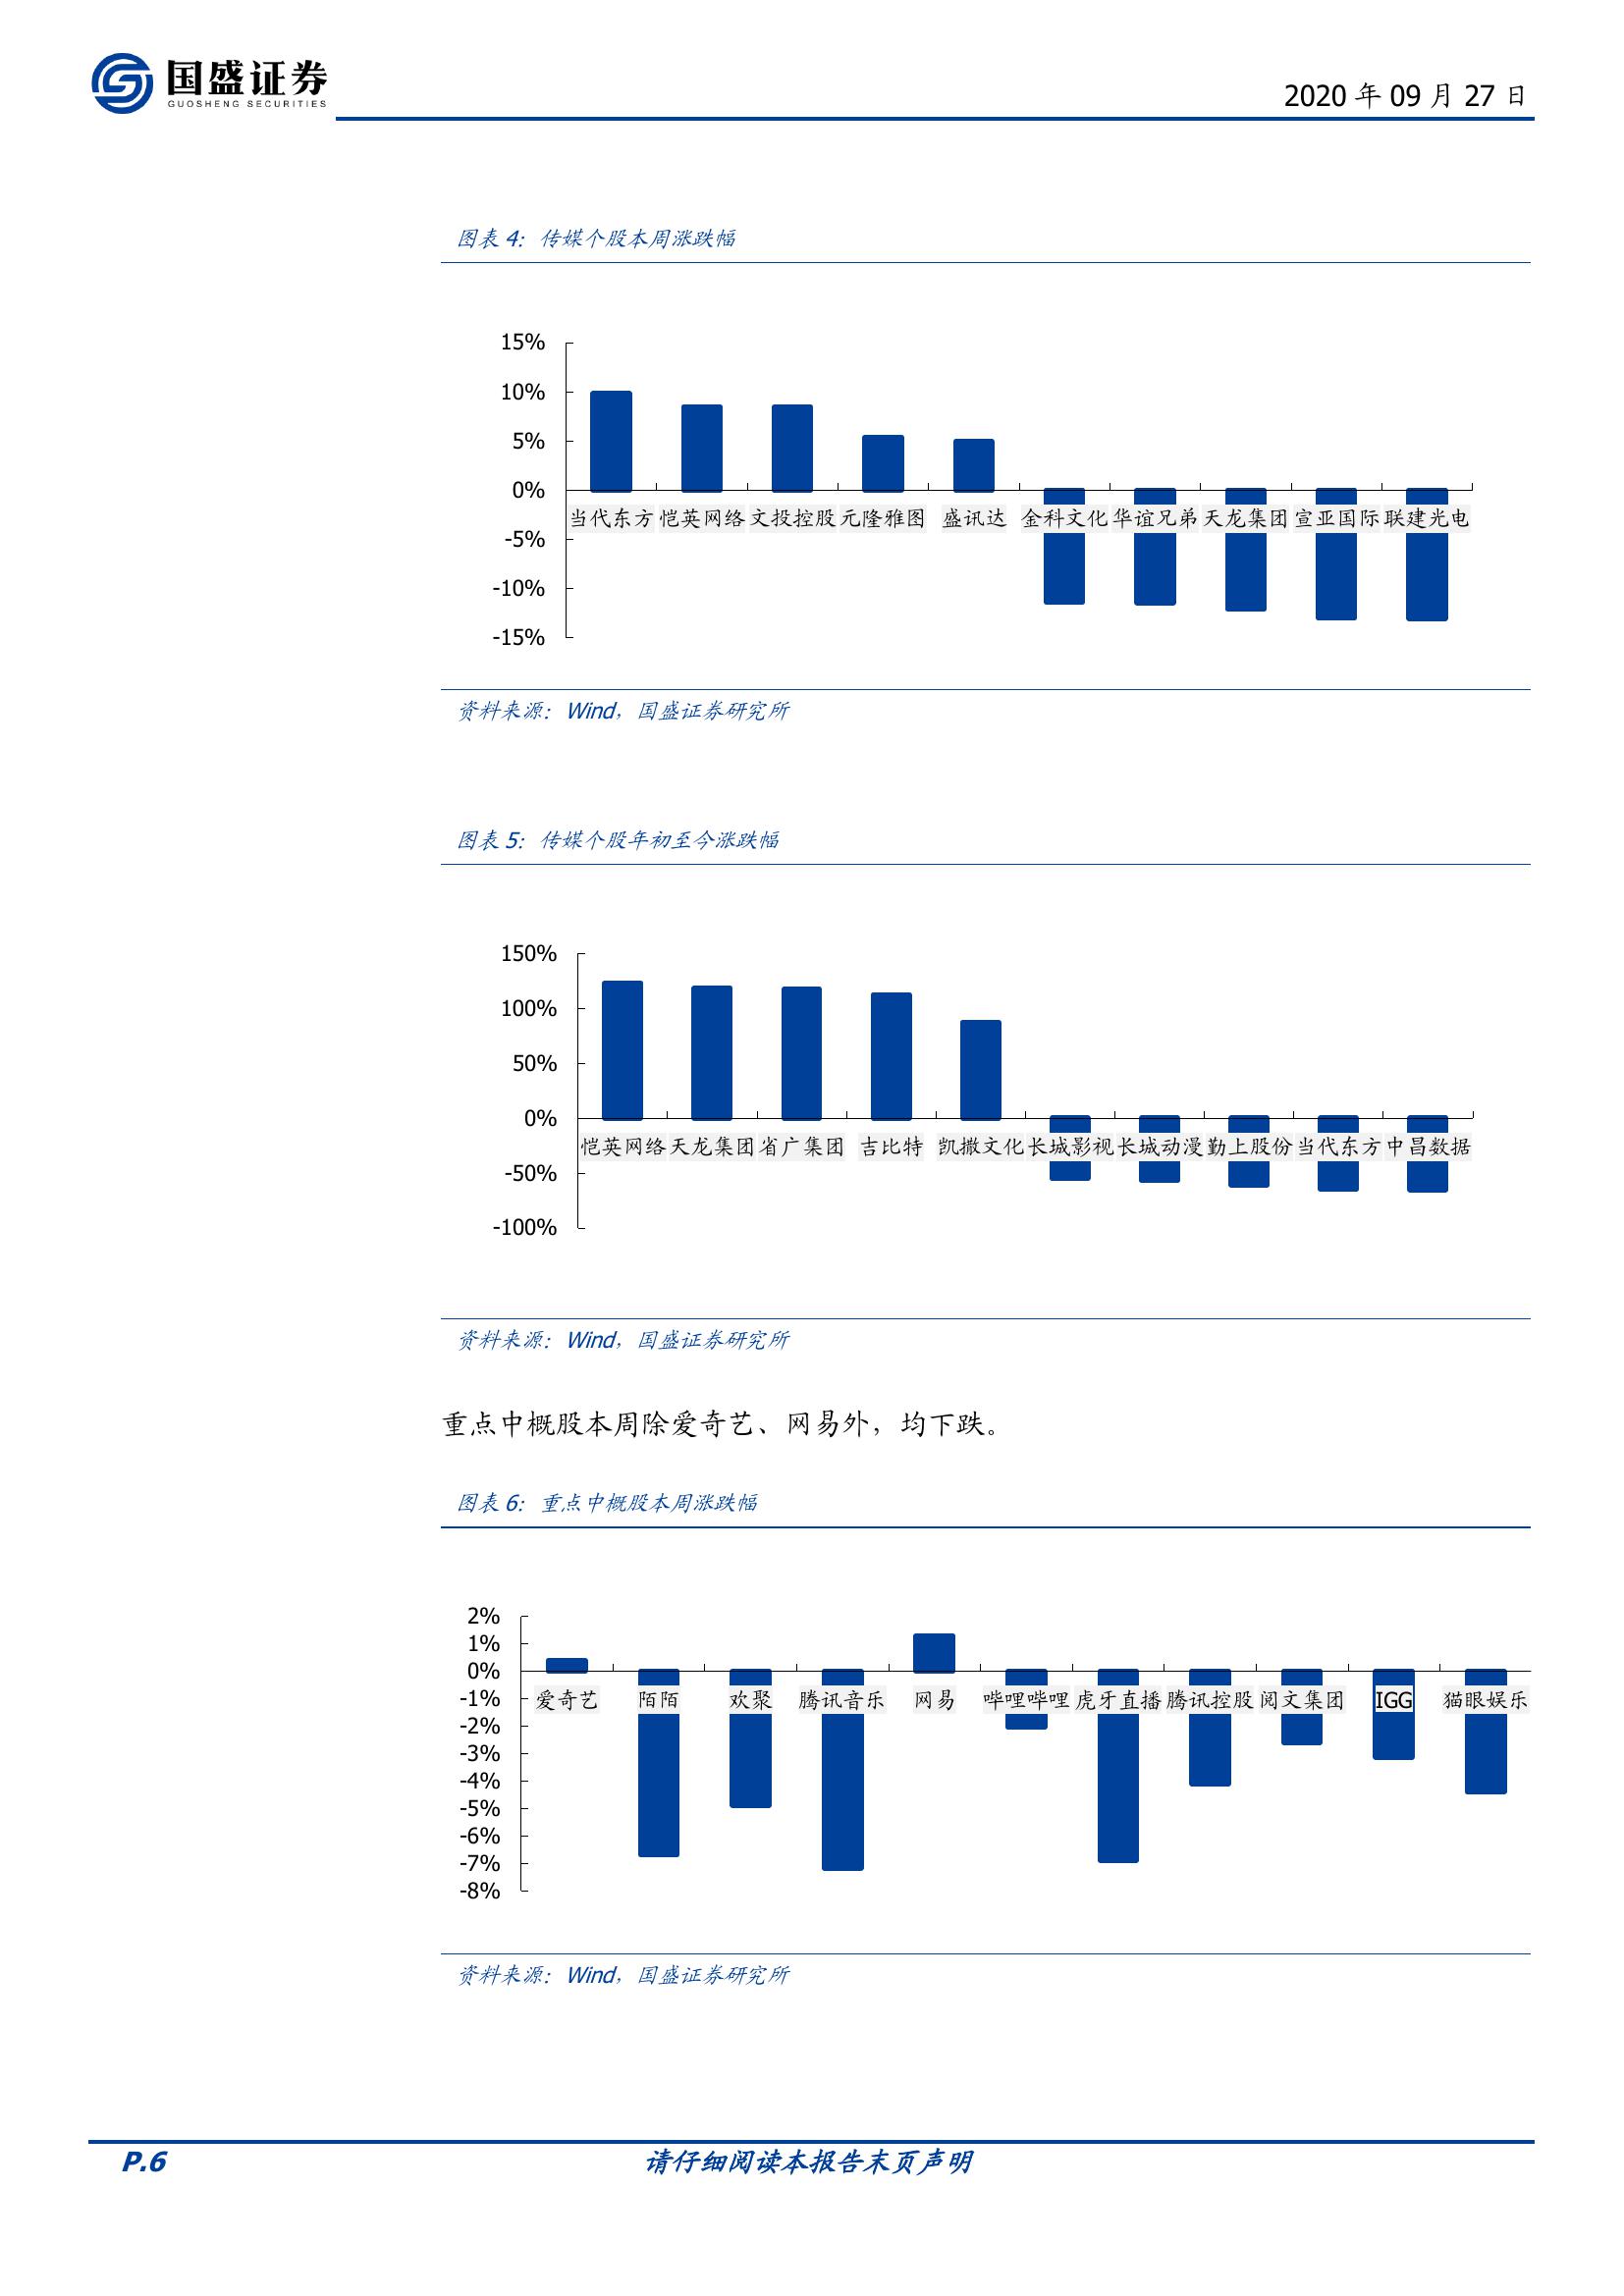 国盛证券
GUOSHENG SECURITIES
2020 年 09 月 27 日
图表 4：传媒个股本周涨跌幅
15%
10%
5%
0%
-5%
-10%
-15%
当代东方 恺英网络 文投控股 元隆雅图 盛讯达 金科文化 华谊兄弟 天龙集团 宣亚国际 联建光电
资料来源：Wind，国盛证券研究所
图表 5：传媒个股年初至今涨跌幅
150%
100%
50%
0%
-50%
-100%
恺英网络 天龙集团 省广集团 吉比特 凯撒文化 长城影视 长城动漫 勤上股份 当代东方 中昌数据
资料来源：Wind，国盛证券研究所
重点中概股本周除爱奇艺、网易外，均下跌。
图表 6：重点中概股本周涨跌幅
2%
1%
0%
-1%
-2%
-3%
-4%
-5%
-6%
-7%
-8%
爱奇艺 陌陌 欢聚 腾讯音乐 网易 哔哩哔哩 虎牙直播 腾讯控股 阅文集团 IGG 猫眼娱乐
资料来源：Wind，国盛证券研究所
P.6 请仔细阅读本报告末页声明